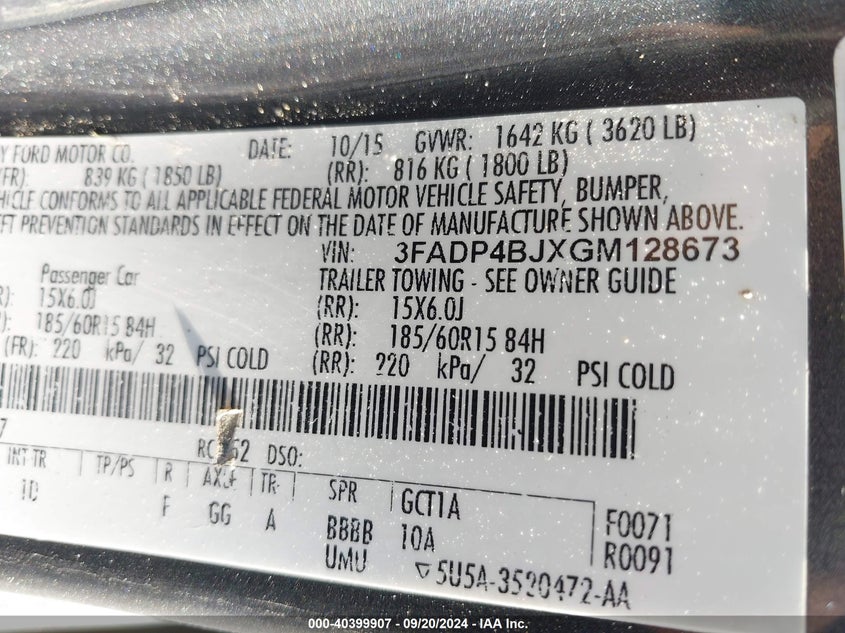 Y FORD MOTOR CO. DATE: 10/15 GVWR: 1642 KG ( 3620 LB)
FR): 839 KG ( 1850 LB) (RR): 816 KG ( 1800 LB)
HICLE CONFORMS TO ALL APPLICABLE FEDERAL MOTOR VEHICLE SAFETY, BUMPER,
EFT PREVENTION STANDARDS IN EFFECT ON THE DATE OF MANUFACTURE SHOWN ABOVE.
VIN: 3FADP4BJXGM128673
Passenger Car TRAILER TOWING - SEE OWNER GUIDE
R): 15X6.0J (RR): 15X6.0J
): 185/60R15 84H (RR): 185/60R15 84H
(FR): 220 kPa/ 32 PSI COLD (RR): 220 kPa/ 32 PSI COLD
7
DSO:
INT TR TP/PS R AXLE TR SPR GCT1A
1D F GG A BBBB 10A F0071
UMU R0091
5U5A-3520472-AA
000-40399907 - 09/20/2024 - IAA Inc.